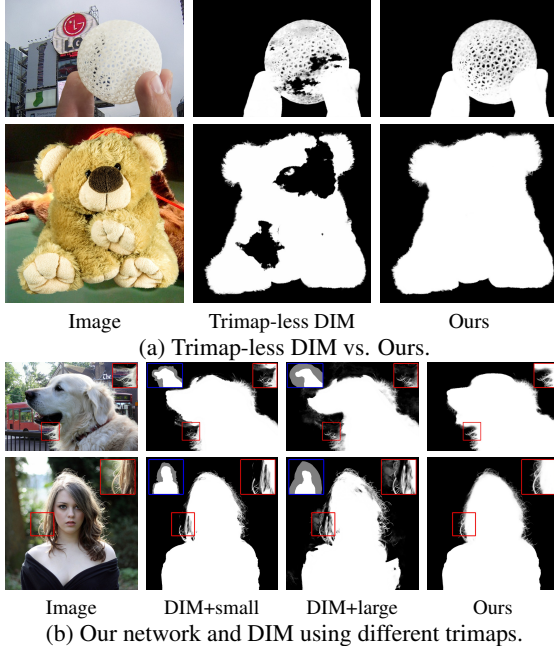 LG
Image Trimap-less DIM Ours
(a) Trimap-less DIM vs. Ours.
Image DIM+small DIM+large Ours
(b) Our network and DIM using different trimaps.